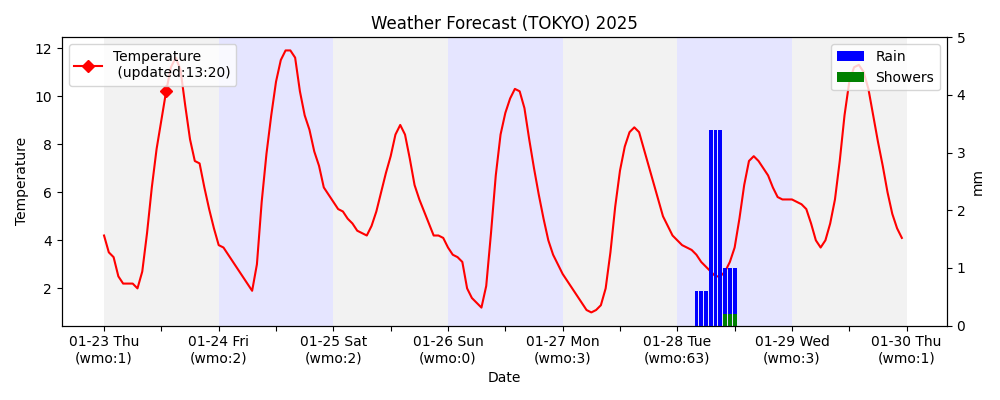 Weather Forecast (TOKYO) 2025
Temperature
(updated:13:20)
Rain
Showers
12
10
8
6
4
2
Temperature
5
4
3
2
1
0
mm
01-23 Thu
(wmo:1)
01-24 Fri
(wmo:2)
01-25 Sat
(wmo:2)
01-26 Sun
(wmo:0)
01-27 Mon
(wmo:3)
01-28 Tue
(wmo:63)
01-29 Wed
(wmo:3)
01-30 Thu
(wmo:1)
Date